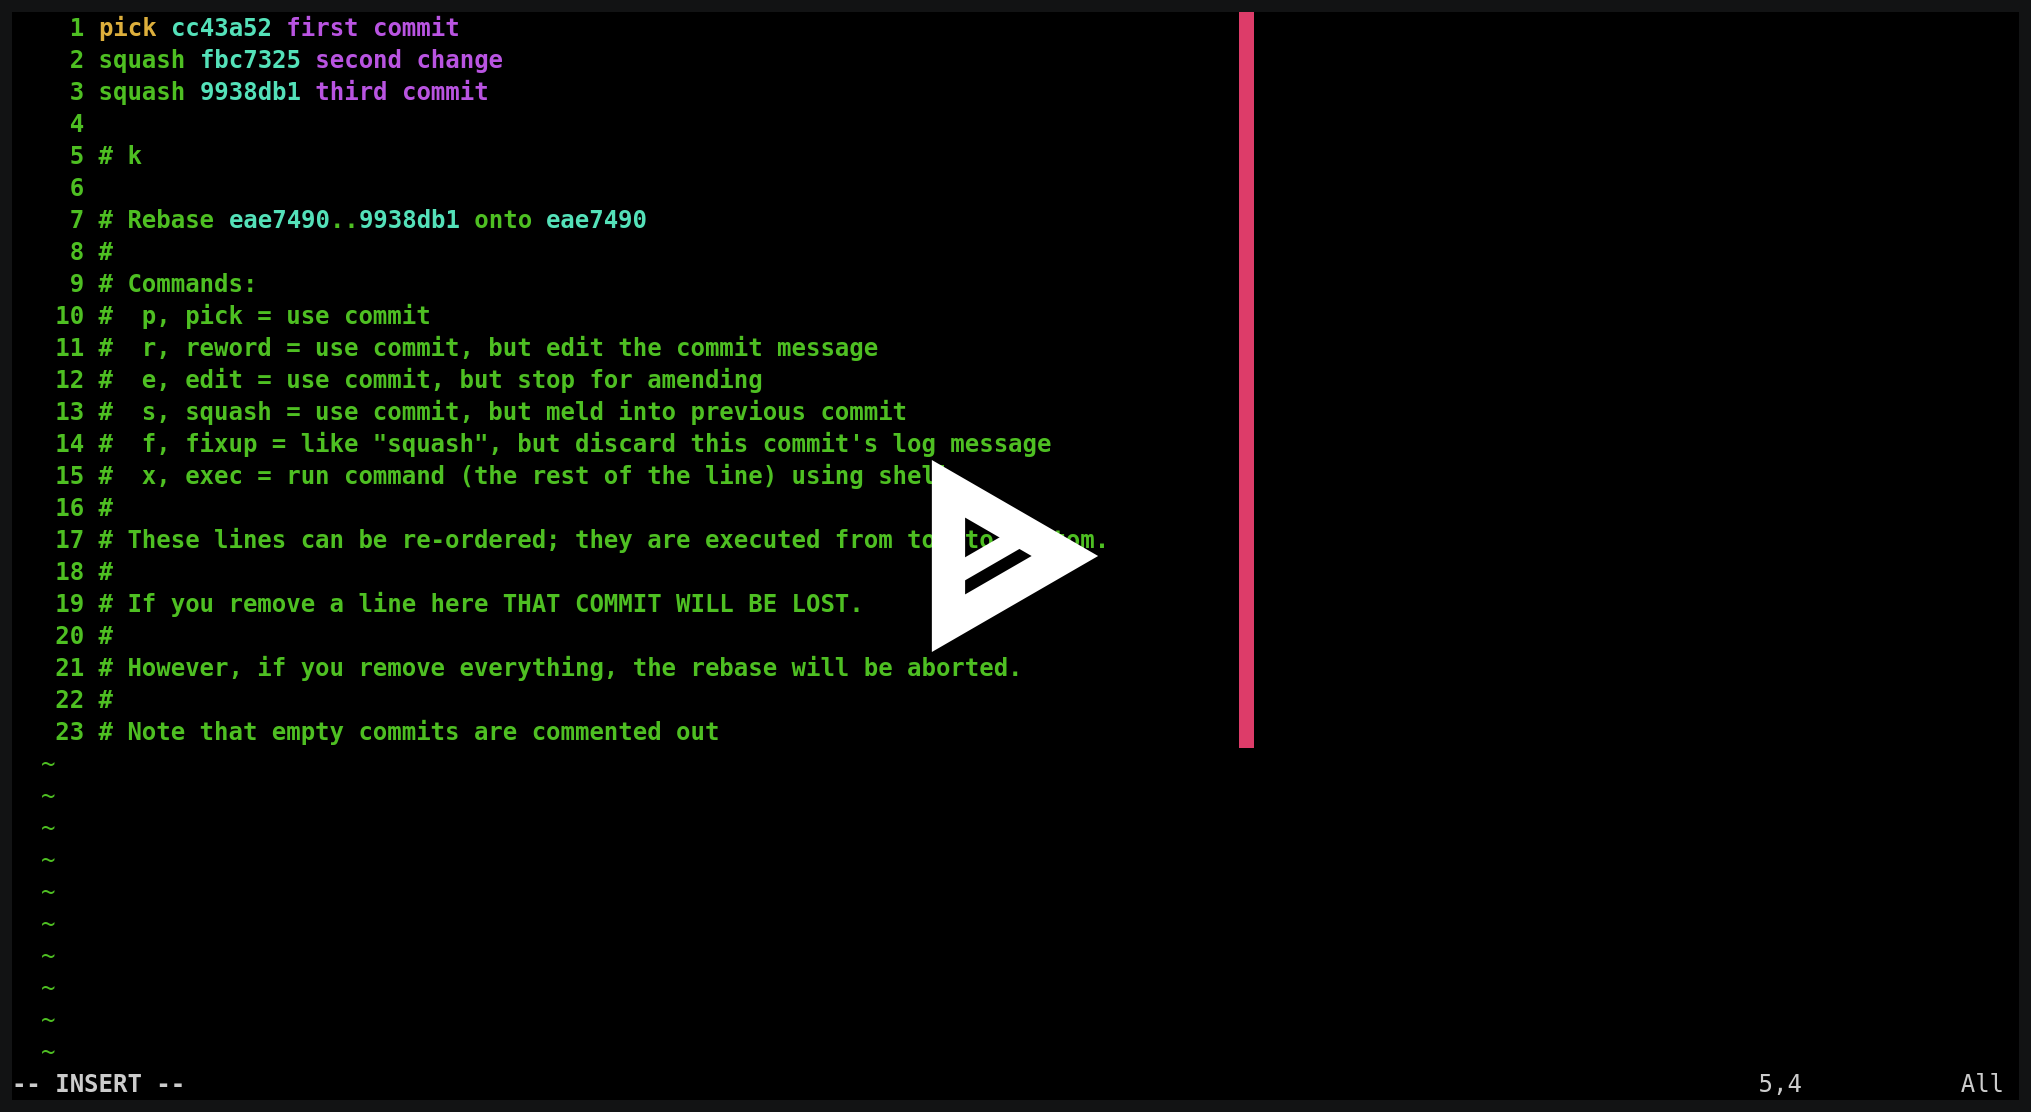 1 pick cc43a52 first commit
2 squash fbc7325 second change
3 squash 9938db1 third commit
4
5 # k
6
7 # Rebase eae7490..9938db1 onto eae7490
8 #
9 # Commands:
10 #  p, pick = use commit
11 #  r, reword = use commit, but edit the commit message
12 #  e, edit = use commit, but stop for amending
13 #  s, squash = use commit, but meld into previous commit
14 #  f, fixup = like "squash", but discard this commit's log message
15 #  x, exec = run command (the rest of the line) using shell
16 #
17 # These lines can be re-ordered; they are executed from to
18 #
19 # If you remove a line here THAT COMMIT WILL BE LOST.
20 #
21 # However, if you remove everything, the rebase will be aborted.
22 #
23 # Note that empty commits are commented out
~
~
~
~
~
~
~
~
~
~
-- INSERT -- 5,4 All